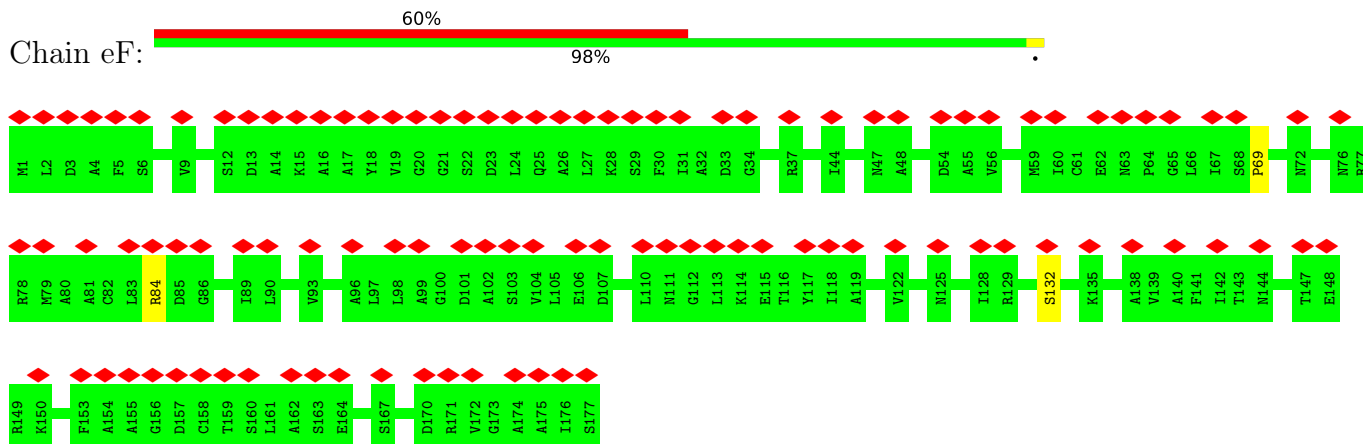 60%
Chain eF:
98%
.
M1 L2 D3 A4 F5 S6 V9 S12 D13 A14 K15 A16 A17 Y18 V19 G20 G21 S22 D23 L24 Q25 A26 L27 K28 S29 F30 I31 A32 D33 G34 R37 I44 N47 A48 D54 A55 V56 M59 I60 C61 E62 N63 P64 G65 L66 I67 S68 P69 N72 N76 R77
R78 M79 A80 A81 C82 L83 R84 D85 G86 I89 L90 V93 A96 L97 L98 A99 G100 D101 A102 S103 V104 L105 E106 D107 L110 N111 G112 L113 K114 E115 T116 Y117 I118 A119 V122 N125 I128 R129 S132 K135 A138 V139 A140 F141 I142 T143 N144 T147 E148
R149 K150 F153 A154 A155 G156 D157 C158 T159 S160 L161 A162 S163 E164 S167 D170 R171 V172 G173 A174 A175 I176 S177